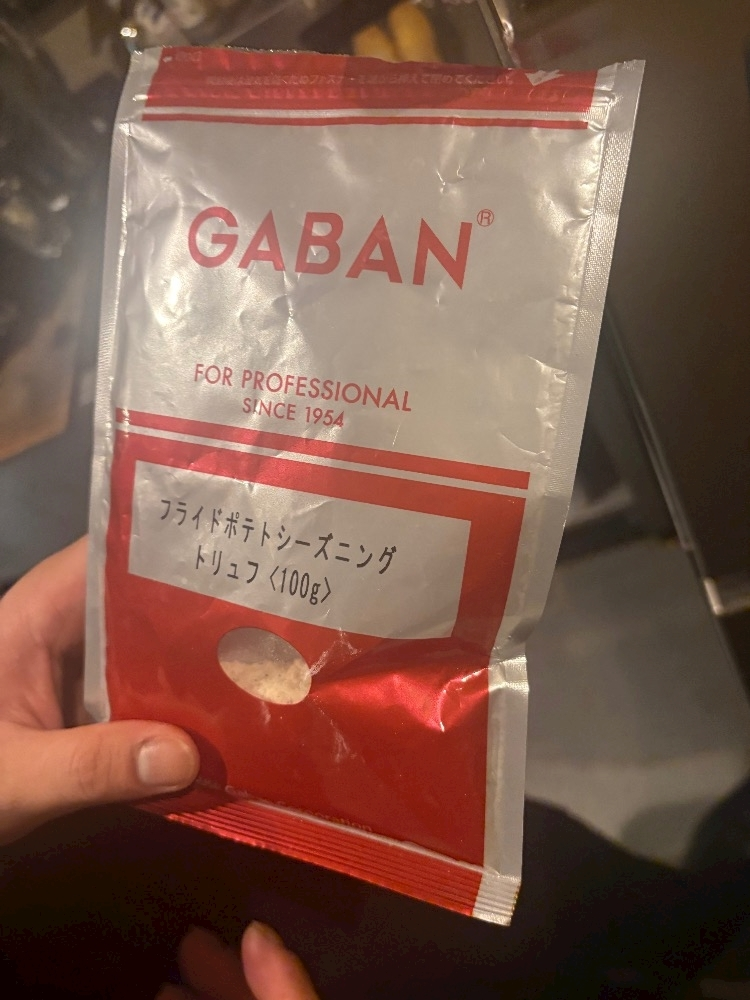 GABAN®
FOR PROFESSIONAL
SINCE 1954
フライドポテトシーズニング
トリュフ〈100g〉